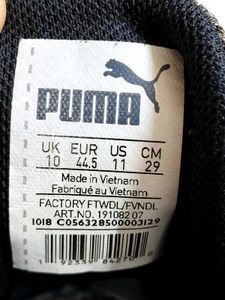 PUMA
UK EUR US CM
10 44.5 11 29
Made in Vietnam
Fabriqué au Vietnam
FACTORY FTWDL/FVNDL
ART.NO. 191082 07
1018 C056328500003129